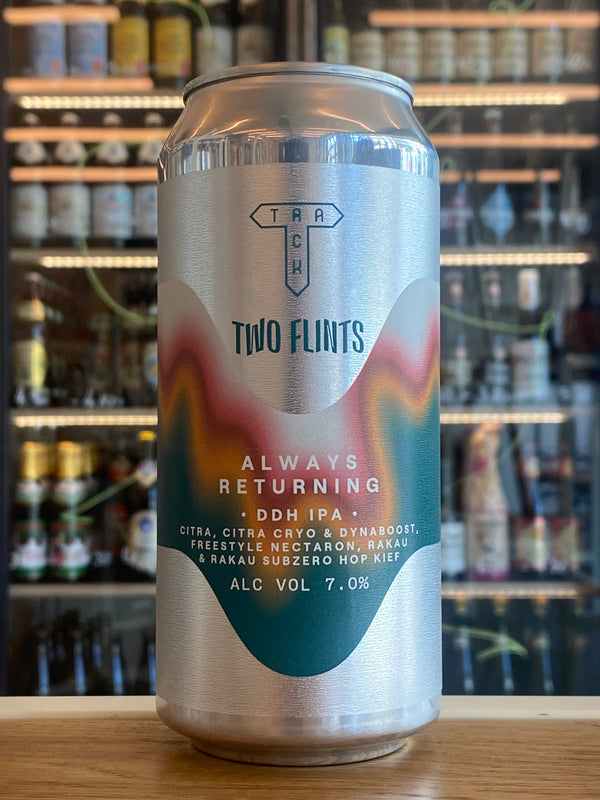 TRACK
TWO FLINTS
ALWAYS
RETURNING
• DDH IPA •
CITRA, CITRA CRYO & DYNABOOST,
FREESTYLE NECTARON, RAKAU
& RAKAU SUBZERO HOP KIEF
ALC VOL 7.0%